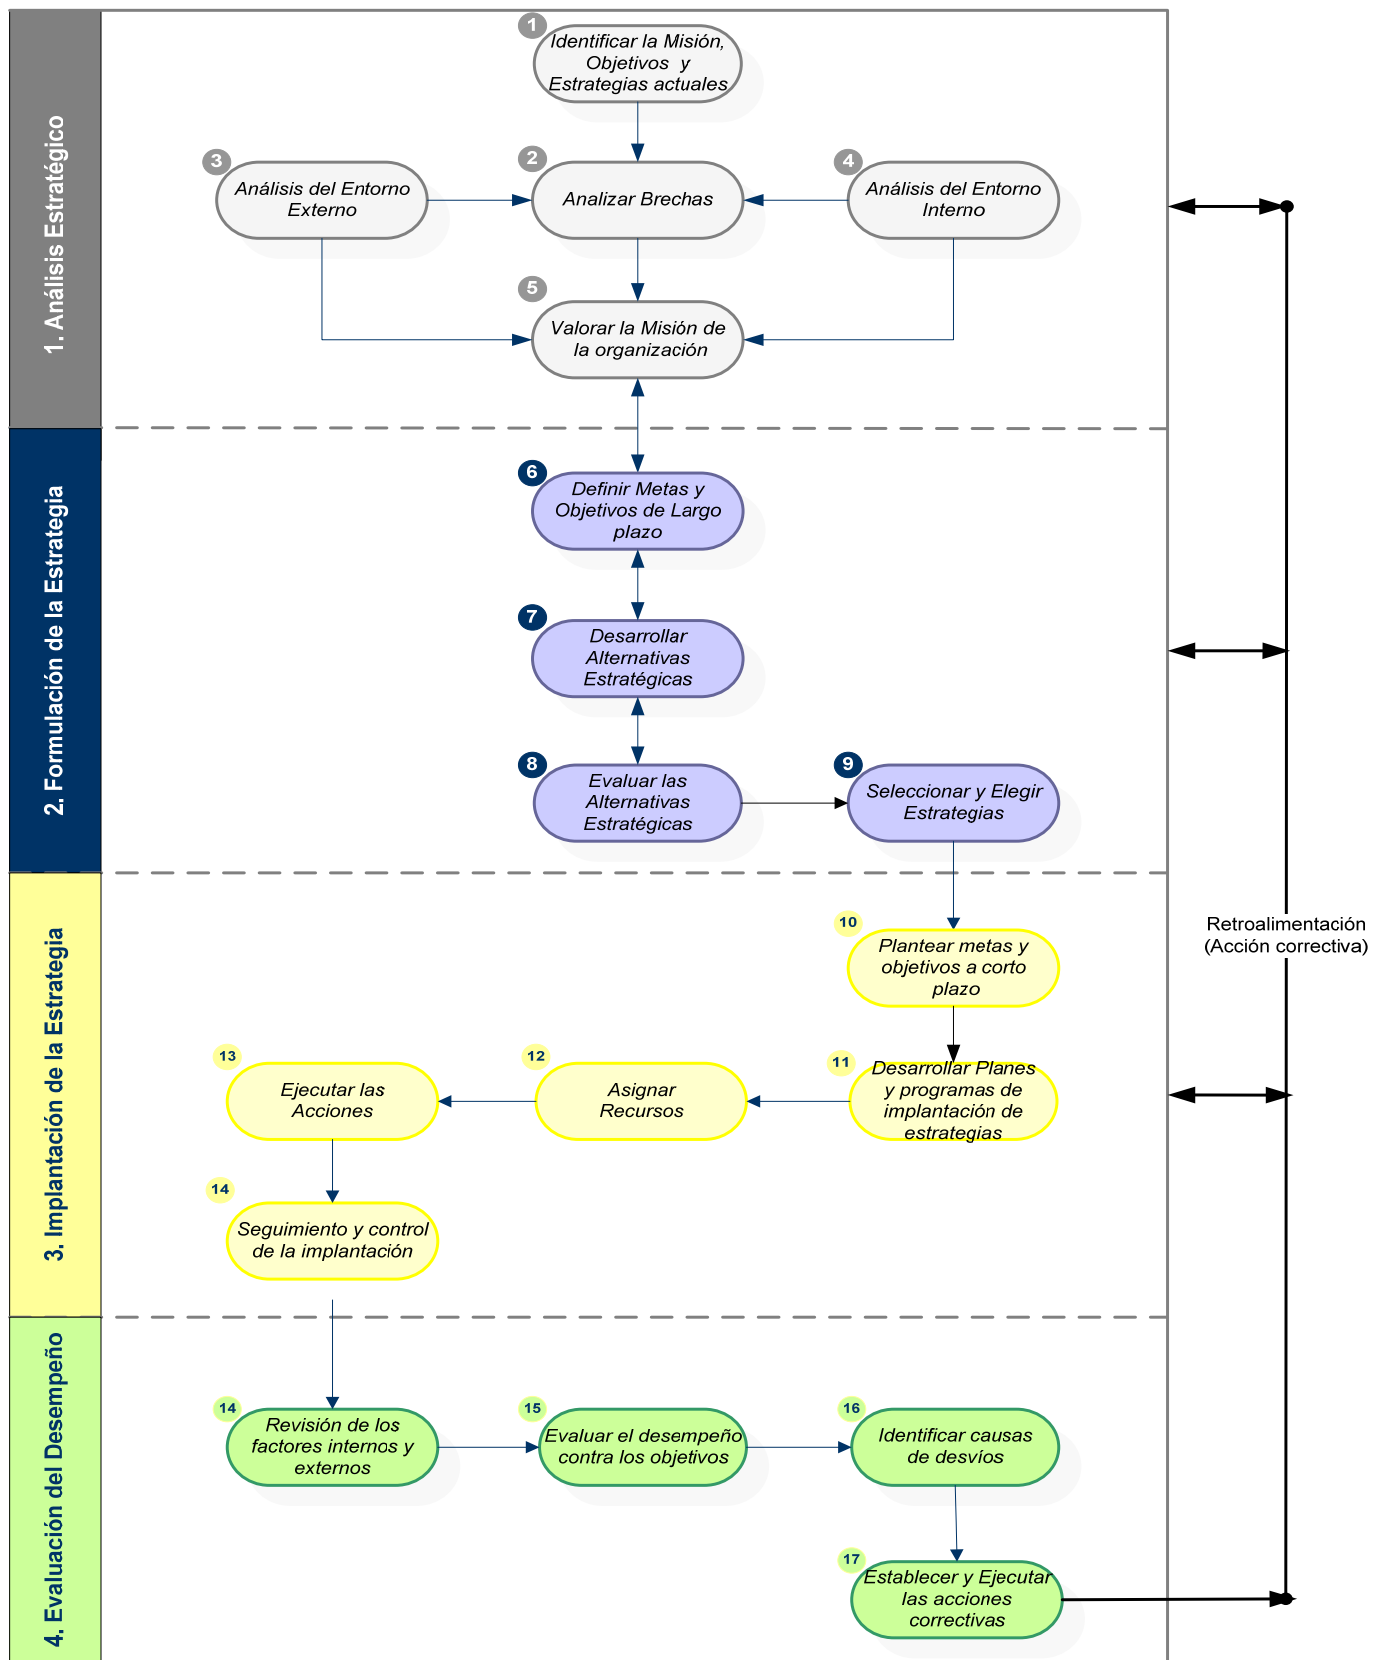 1. Análisis Estratégico
1
Identificar la Misión,
Objetivos y
Estrategias actuales
3
Análisis del Entorno
Externo
2
Analizar Brechas
4
Análisis del Entorno
Interno
5
Valorar la Misión de
la organización
2. Formulación de la Estrategia
6
Definir Metas y
Objetivos de Largo
plazo
7
Desarrollar
Alternativas
Estratégicas
8
Evaluar las
Alternativas
Estratégicas
9
Seleccionar y Elegir
Estrategias
3. Implantación de la Estrategia
10
Plantear metas y
objetivos a corto
plazo
11
Desarrollar Planes
y programas de
implantación de
estrategias
12
Asignar
Recursos
13
Ejecutar las
Acciones
14
Seguimiento y control
de la implantación
4. Evaluación del Desempeño
14
Revisión de los
factores internos y
externos
15
Evaluar el desempeño
contra los objetivos
16
Identificar causas
de desvíos
17
Establecer y Ejecutar
las acciones
correctivas
Retroalimentación
(Acción correctiva)